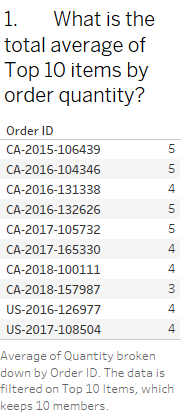 1. What is the
total average of
Top 10 items by
order quantity?
Order ID
CA-2015-106439 5
CA-2016-104346 5
CA-2016-131338 4
CA-2016-132626 5
CA-2017-105732 5
CA-2017-165330 4
CA-2018-100111 4
CA-2018-157987 3
US-2016-126977 4
US-2017-108504 4
Average of Quantity broken
down by Order ID. The data is
filtered on Top 10 Items, which
keeps 10 members.